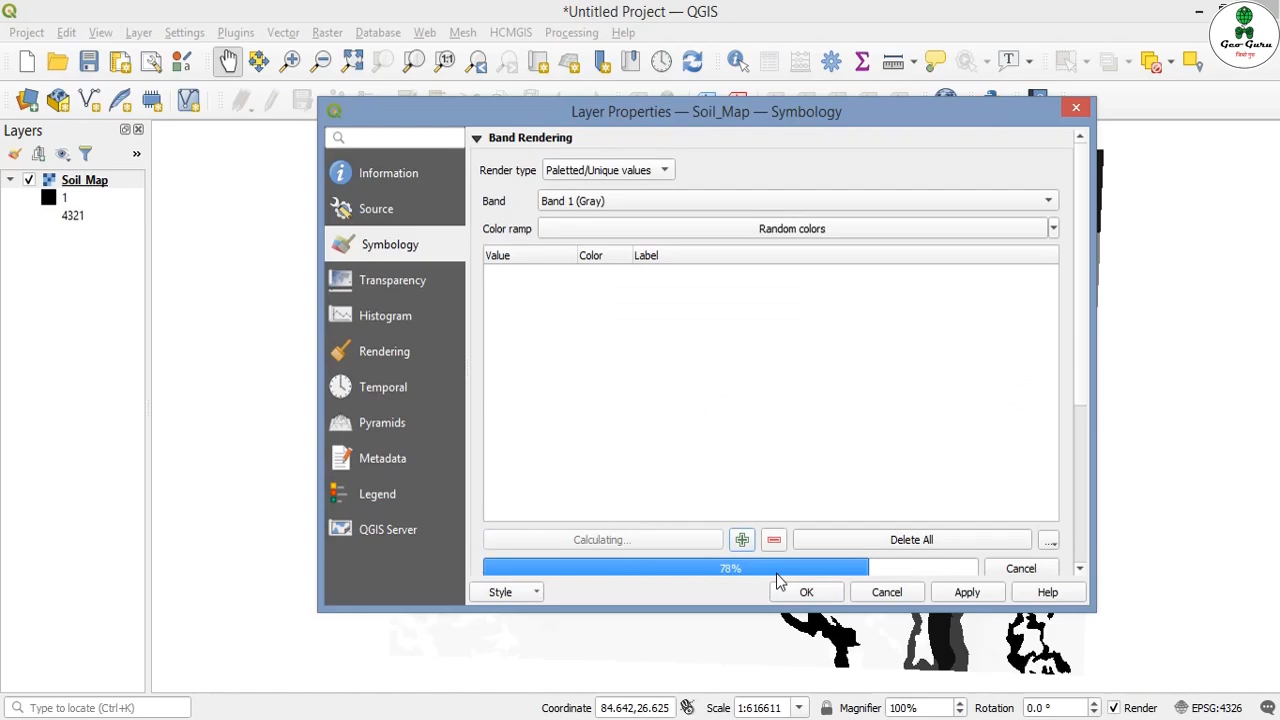 *Untitled Project — QGIS
Project Edit View Layer Settings Plugins Vector Raster Database Web Mesh HCMGIS Processing Help
Geo-Guru
Layers
Soil_Map
1
4321
Layer Properties — Soil_Map — Symbology
Information
Source
Symbology
Transparency
Histogram
Rendering
Temporal
Pyramids
Metadata
Legend
QGIS Server
Band Rendering
Render type Paletted/Unique values
Band Band 1 (Gray)
Color ramp Random colors
Value Color Label
Calculating... Delete All ...
78% Cancel
Style OK Cancel Apply Help
Type to locate (Ctrl+K) Coordinate 84.642,26.625 Scale 1:616611 Magnifier 100% Rotation 0.0 ° Render EPSG:4326